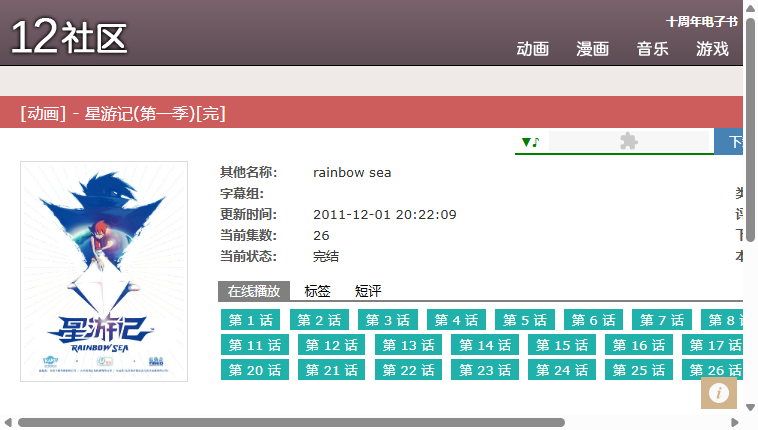 12社区
十周年电子书
动画 漫画 音乐 游戏
[动画] - 星游记(第一季)[完]
▼♪
其他名称: rainbow sea
字幕组:
更新时间: 2011-12-01 20:22:09
当前集数: 26
当前状态: 完结
在线播放 标签 短评
第 1 话 第 2 话 第 3 话 第 4 话 第 5 话 第 6 话 第 7 话 第 8
第 11 话 第 12 话 第 13 话 第 14 话 第 15 话 第 16 话 第 17 话
第 20 话 第 21 话 第 22 话 第 23 话 第 24 话 第 25 话 第 26 话
星游记
RAINBOW SEA